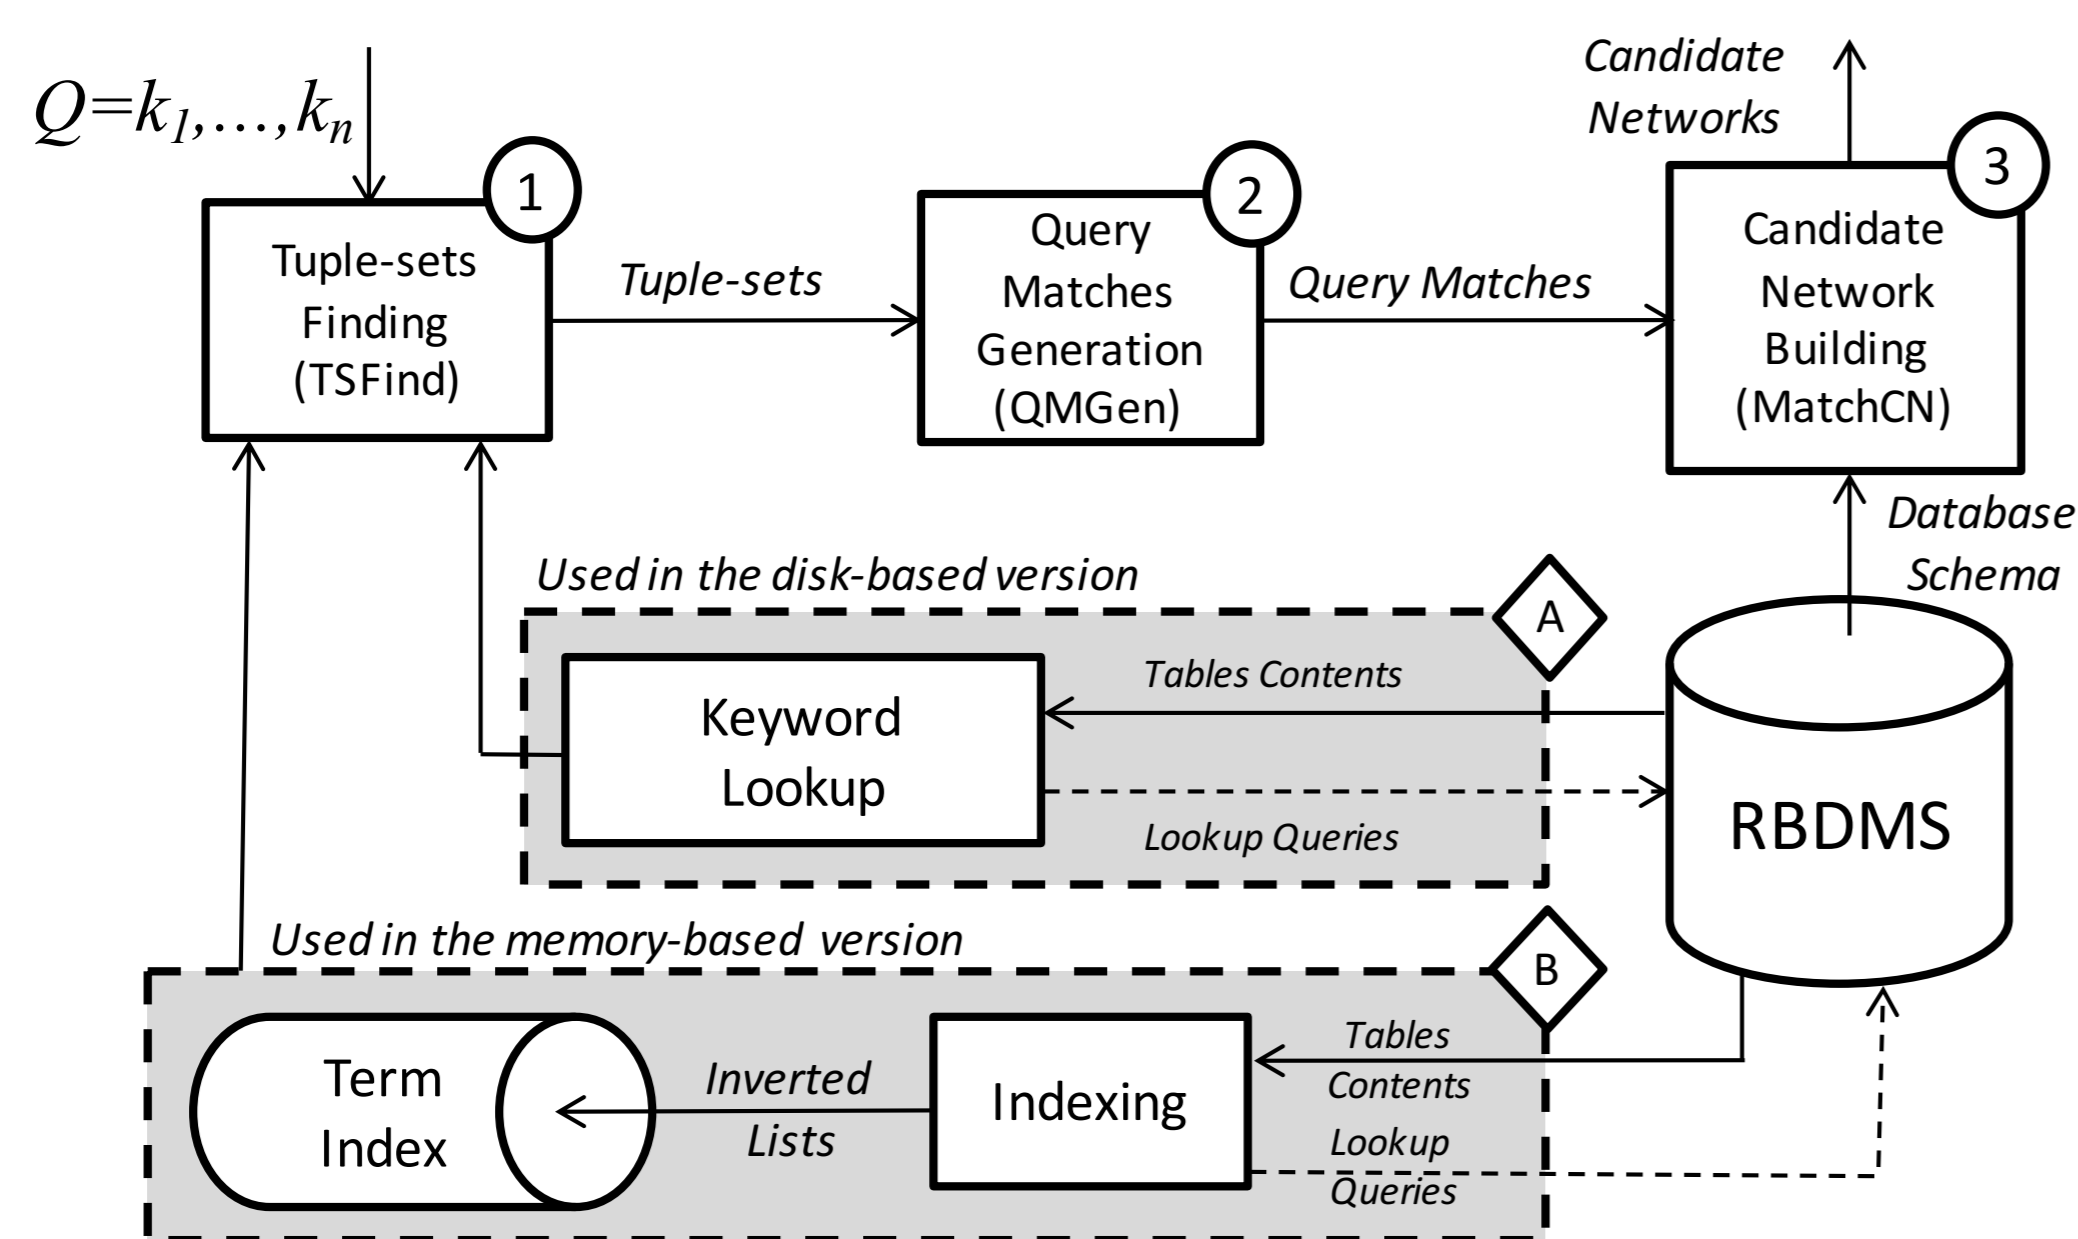 Q=k1,...,kn
1
Tuple-sets
Finding
(TSFind)
Tuple-sets
2
Query
Matches
Generation
(QMGen)
Query Matches
Candidate
Networks
3
Candidate
Network
Building
(MatchCN)
Database
Schema
Used in the disk-based version
A
Keyword
Lookup
Tables Contents
Lookup Queries
RBDMS
Used in the memory-based version
B
Term
Index
Inverted
Lists
Indexing
Tables
Contents
Lookup
Queries